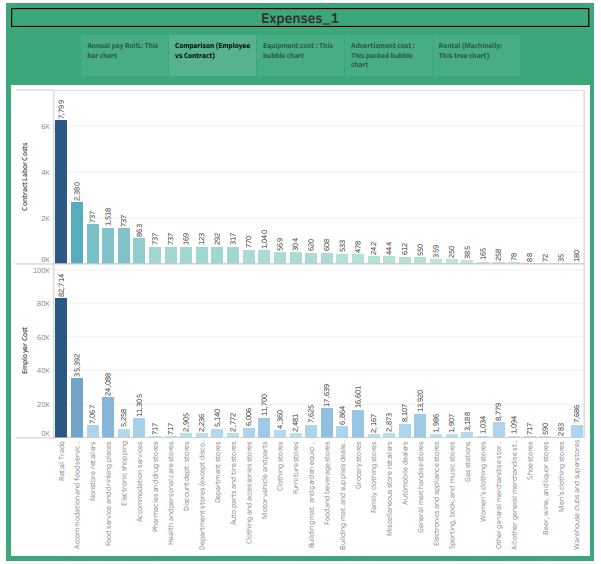 Expenses_1
Annual pay RollL: This
bar chart
Comparison (Employee
vs Contract)
Equipment cost : This
bubble chart
Advertisment cost :
This packed bubble
chart
Rental (Machinelly:
This tree chart)
Contract Labor Costs
6K
4K
2K
0K
7,799
2,380
737
1,518
737
863
737
737
169
123
292
317
770
1,040
569
304
620
608
533
478
242
444
612
550
359
250
385
165
258
78
88
72
35
180
Employer Cost
100K
80K
60K
40K
20K
0K
82,714
35,392
7,067
24,088
5,258
11,305
717
717
2,905
2,236
5,140
2,772
6,006
11,700
4,360
2,481
7,625
17,639
6,864
16,601
2,167
2,873
8,107
13,920
1,986
1,907
3,188
1,034
8,779
1,094
717
590
283
7,686
Retail Trade
Accommodation and food servic...
Nonstore retailers
Food service and drinking places
Electronic shopping
Accommodation services
Pharmacies and drug stores
Health and personal care stores
Discount dept. stores
Department stores (except disco...
Department stores
Auto parts and tire stores
Clothing and accessories stores
Motor vehicle and parts
Clothing stores
Furniture stores
Building mat. and garden equip...
Food and beverage stores
Building mat. and supplies deale...
Grocery stores
Family clothing stores
Miscellaneous store retailers
Automobile dealers
General merchandise stores
Electronics and appliance stores
Sporting, book, and music stores
Gas stations
Women's clothing stores
Other general merchandise stor...
All other general merchandise st...
Shoe stores
Beer, wine, and liquor stores
Men's clothing stores
Warehouse clubs and superstores